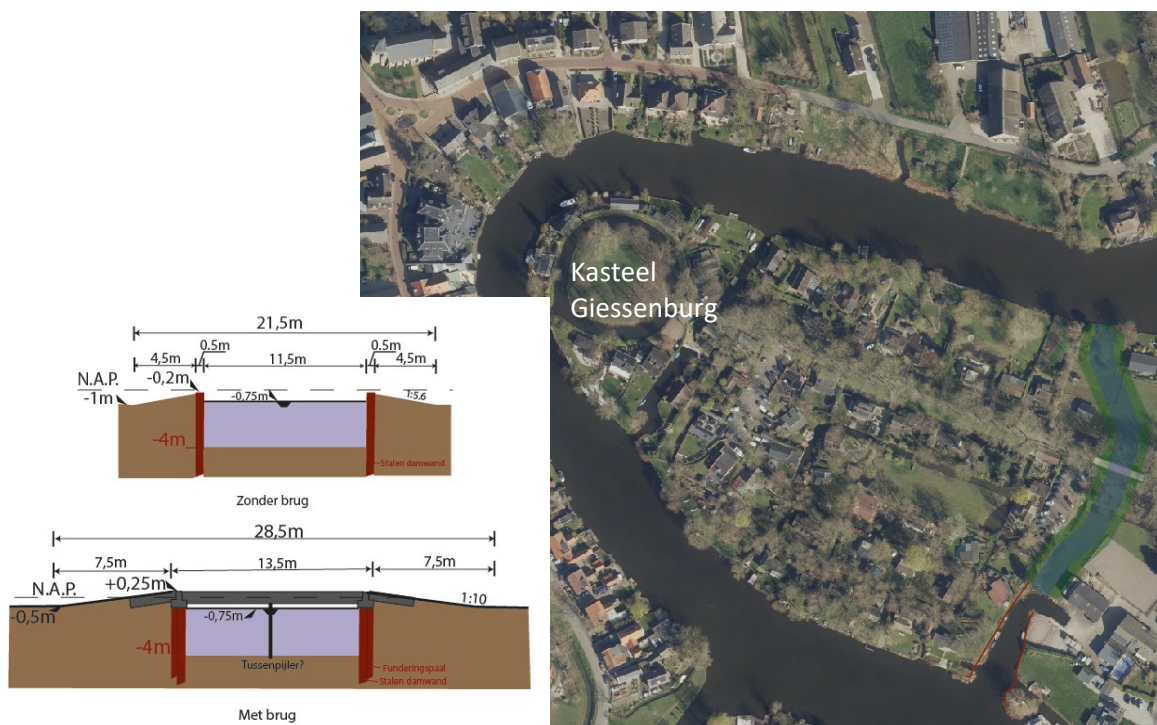 Kasteel
Giessenburg
21,5m
4,5m
0.5m
11,5m
0.5m
4,5m
N.A.P.
-0,2m
-1m
-0,75m
1:5.6
-4m
Stalen damwand
Zonder brug
28,5m
7,5m
13,5m
7,5m
N.A.P.
+0,25m
-0,5m
-0,75m
1:10
-4m
Tussenpijler?
Funderingspaal
Stalen damwand
Met brug